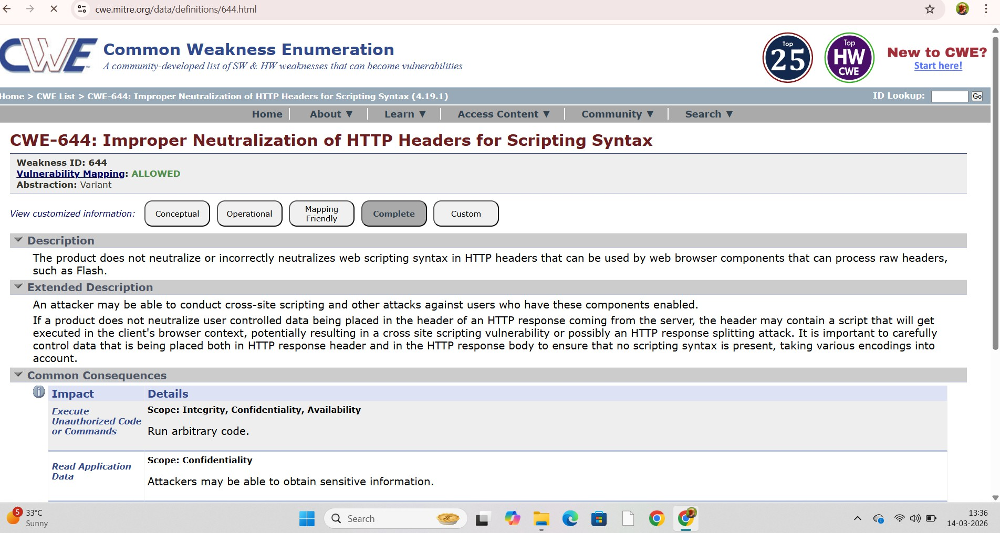 cwe.mitre.org/data/definitions/644.html
CWE
Common Weakness Enumeration
A community-developed list of SW & HW weaknesses that can become vulnerabilities
Top
25
Top
HW
CWE
New to CWE?
Start here!
Home > CWE List > CWE-644: Improper Neutralization of HTTP Headers for Scripting Syntax (4.19.1)
ID Lookup:
Go
Home
About ▼
Learn ▼
Access Content ▼
Community ▼
Search ▼
CWE-644: Improper Neutralization of HTTP Headers for Scripting Syntax
Weakness ID: 644
Vulnerability Mapping: ALLOWED
Abstraction: Variant
View customized information:
Conceptual
Operational
Mapping
Friendly
Complete
Custom
Description
The product does not neutralize or incorrectly neutralizes web scripting syntax in HTTP headers that can be used by web browser components that can process raw headers,
such as Flash.
Extended Description
An attacker may be able to conduct cross-site scripting and other attacks against users who have these components enabled.
If a product does not neutralize user controlled data being placed in the header of an HTTP response coming from the server, the header may contain a script that will get
executed in the client's browser context, potentially resulting in a cross site scripting vulnerability or possibly an HTTP response splitting attack. It is important to carefully
control data that is being placed both in HTTP response header and in the HTTP response body to ensure that no scripting syntax is present, taking various encodings into
account.
Common Consequences
Impact
Details
Execute
Unauthorized Code
or Commands
Scope: Integrity, Confidentiality, Availability
Run arbitrary code.
Read Application
Data
Scope: Confidentiality
Attackers may be able to obtain sensitive information.
5
33°C
Sunny
Search
13:36
14-03-2026